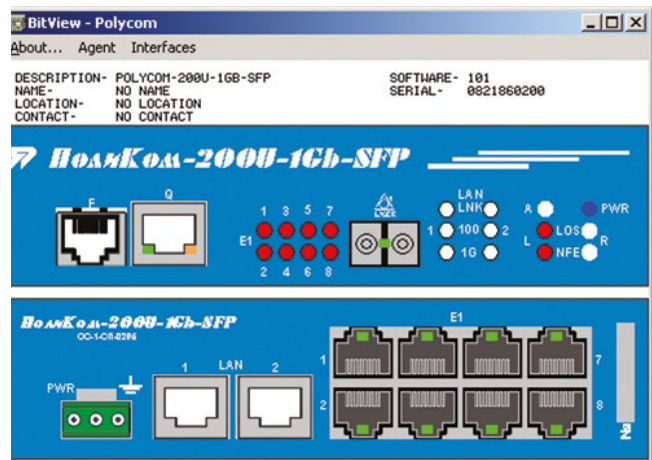 BitView - Polycom
About... Agent Interfaces
DESCRIPTION- POLYCOM-200U-1GB-SFP SOFTWARE- 101
NAME- NO NAME SERIAL- 0821860200
LOCATION- NO LOCATION
CONTACT- NO CONTACT
ПолиКом-200U-1Gb-SFP
F Q
1 3 5 7
E1
2 4 6 8
LASER
LAN
LNK
1 100 2
1G
A PWR
L LOS R
NFE
ПолиКом-200U-1Gb-SFP
PWR
1 LAN 2
E1
1 7
2 8
№